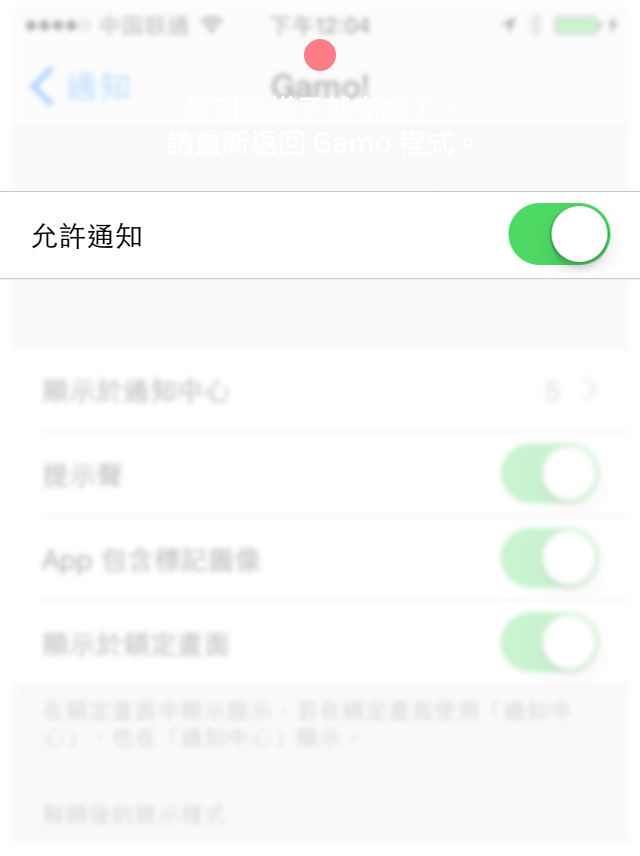 中国联通 下午12:04
通知 Gamo!
看到這樣子就完成了。
請重新返回 Gamo 程式。
允許通知
顯示於通知中心 5
提示聲
App 包含標記圖像
顯示於鎖定畫面
在鎖定畫面中顯示提示，若在鎖定畫面使用「通知中
心」，也在「通知中心」顯示。
解鎖後的提示樣式